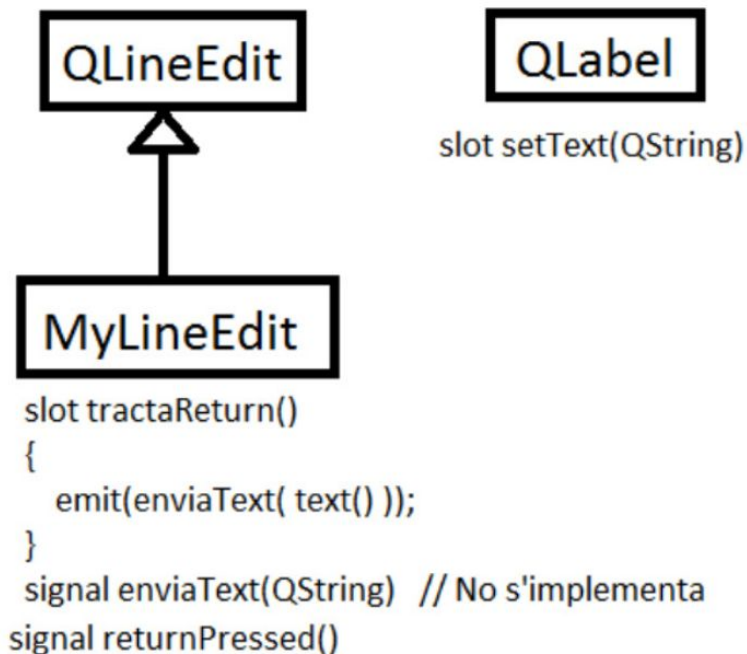 QLineEdit
QLabel
slot setText(QString)
MyLineEdit
slot tractaReturn()
{
emit(enviaText( text() ));
}
signal enviaText(QString) // No s'implementa
signal returnPressed()